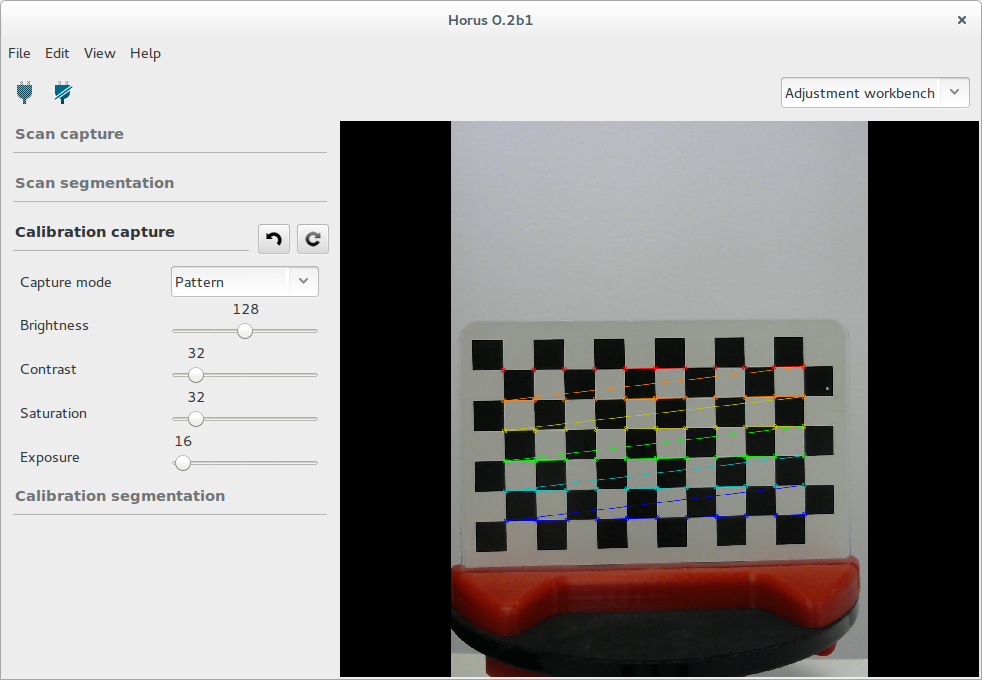 Horus 0.2b1
File Edit View Help
Adjustment workbench
Scan capture
Scan segmentation
Calibration capture
Capture mode Pattern
128
Brightness
32
Contrast
32
Saturation
16
Exposure
Calibration segmentation